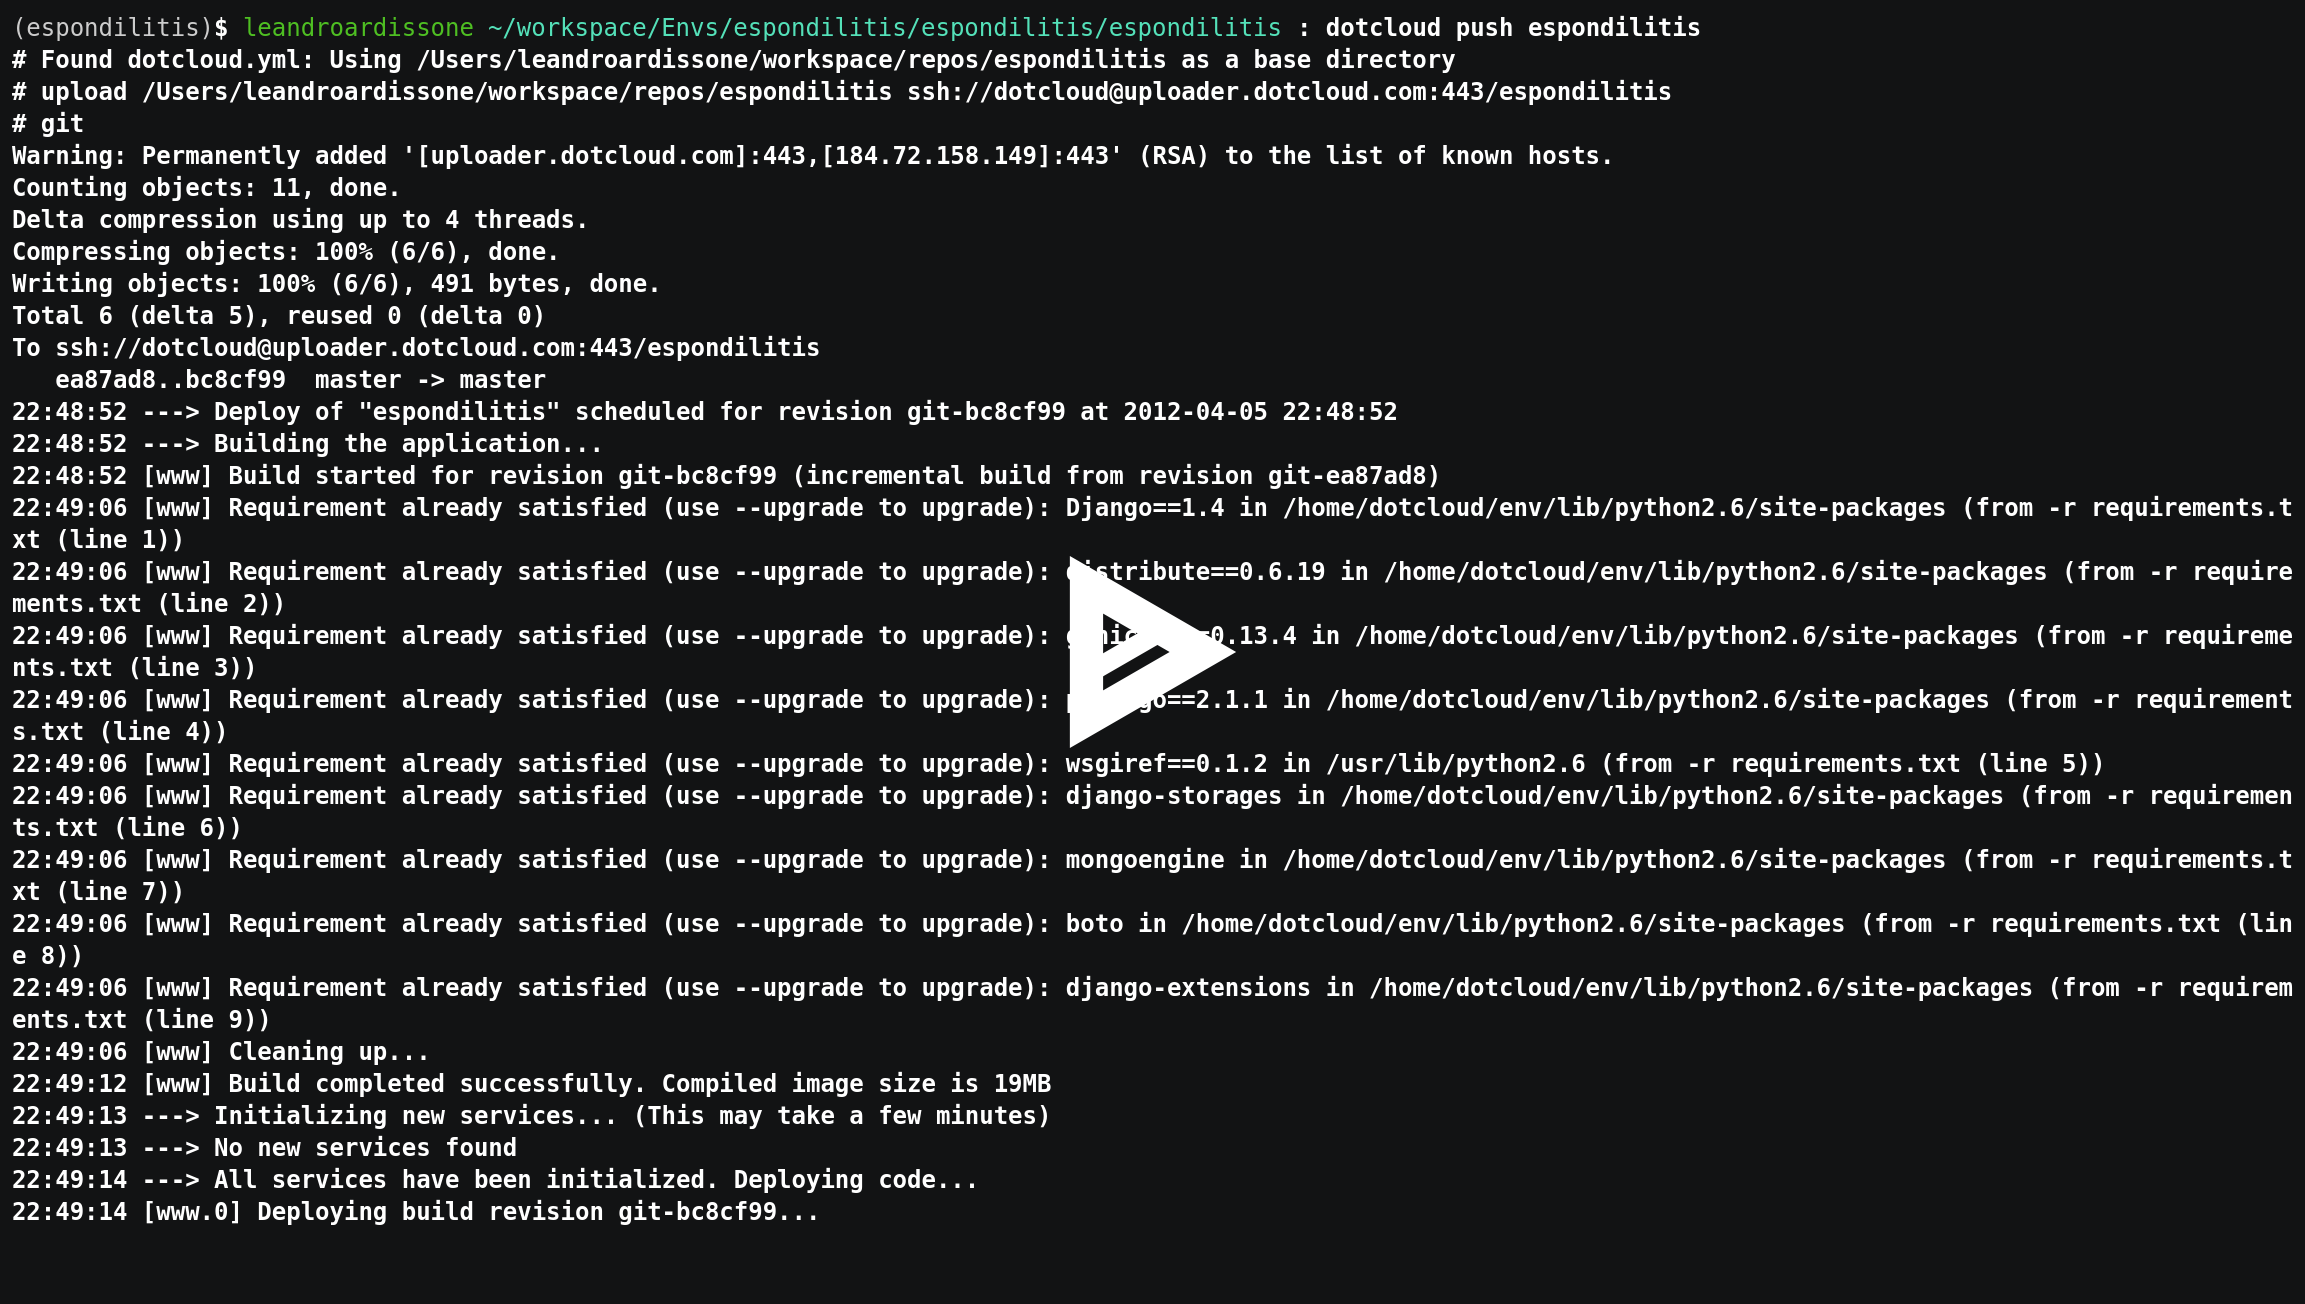 (espondilitis)$ leandroardissone ~/workspace/Envs/espondilitis/espondilitis/espondilitis : dotcloud push espondilitis
# Found dotcloud.yml: Using /Users/leandroardissone/workspace/repos/espondilitis as a base directory
# upload /Users/leandroardissone/workspace/repos/espondilitis ssh://dotcloud@uploader.dotcloud.com:443/espondilitis
# git
Warning: Permanently added '[uploader.dotcloud.com]:443,[184.72.158.149]:443' (RSA) to the list of known hosts.
Counting objects: 11, done.
Delta compression using up to 4 threads.
Compressing objects: 100% (6/6), done.
Writing objects: 100% (6/6), 491 bytes, done.
Total 6 (delta 5), reused 0 (delta 0)
To ssh://dotcloud@uploader.dotcloud.com:443/espondilitis
   ea87ad8..bc8cf99  master -> master
22:48:52 ---> Deploy of "espondilitis" scheduled for revision git-bc8cf99 at 2012-04-05 22:48:52
22:48:52 ---> Building the application...
22:48:52 [www] Build started for revision git-bc8cf99 (incremental build from revision git-ea87ad8)
22:49:06 [www] Requirement already satisfied (use --upgrade to upgrade): Django==1.4 in /home/dotcloud/env/lib/python2.6/site-packages (from -r requirements.t
xt (line 1))
22:49:06 [www] Requirement already satisfied (use --upgrade to upgrade): distribute==0.6.19 in /home/dotcloud/env/lib/python2.6/site-packages (from -r require
ments.txt (line 2))
22:49:06 [www] Requirement already satisfied (use --upgrade to upgrade): in /home/dotcloud/env/lib/python2.6/site-packages (from -r requireme
nts.txt (line 3))
22:49:06 [www] Requirement already satisfied (use --upgrade to upgrade): in /home/dotcloud/env/lib/python2.6/site-packages (from -r requirement
s.txt (line 4))
22:49:06 [www] Requirement already satisfied (use --upgrade to upgrade): wsgiref==0.1.2 in /usr/lib/python2.6 (from -r requirements.txt (line 5))
22:49:06 [www] Requirement already satisfied (use --upgrade to upgrade): django-storages in /home/dotcloud/env/lib/python2.6/site-packages (from -r requiremen
ts.txt (line 6))
22:49:06 [www] Requirement already satisfied (use --upgrade to upgrade): mongoengine in /home/dotcloud/env/lib/python2.6/site-packages (from -r requirements.t
xt (line 7))
22:49:06 [www] Requirement already satisfied (use --upgrade to upgrade): boto in /home/dotcloud/env/lib/python2.6/site-packages (from -r requirements.txt (lin
e 8))
22:49:06 [www] Requirement already satisfied (use --upgrade to upgrade): django-extensions in /home/dotcloud/env/lib/python2.6/site-packages (from -r requirem
ents.txt (line 9))
22:49:06 [www] Cleaning up...
22:49:12 [www] Build completed successfully. Compiled image size is 19MB
22:49:13 ---> Initializing new services... (This may take a few minutes)
22:49:13 ---> No new services found
22:49:14 ---> All services have been initialized. Deploying code...
22:49:14 [www.0] Deploying build revision git-bc8cf99...